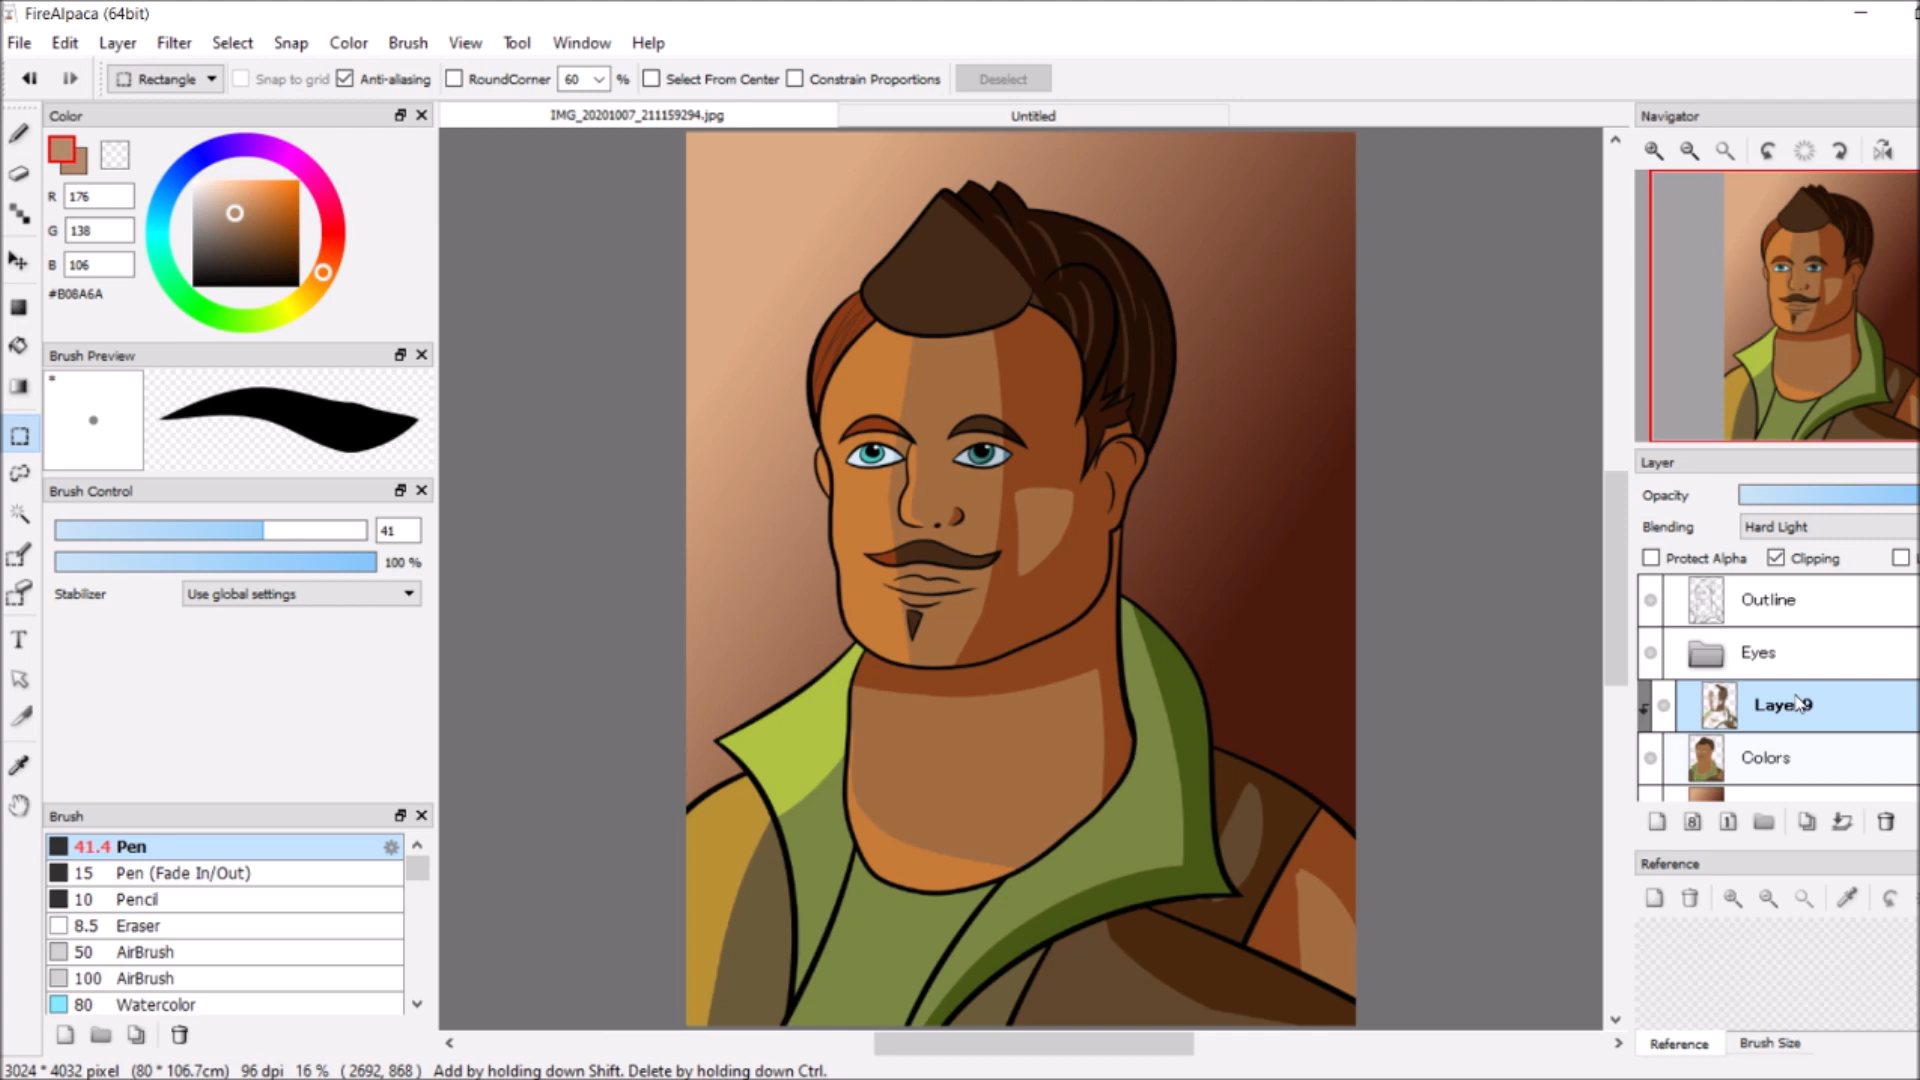 FireAlpaca (64bit)
File Edit Layer Filter Select Snap Color Brush View Tool Window Help
Rectangle Snap to grid Anti-aliasing RoundCorner 60 % Select From Center Constrain Proportions Deselect
Color
IMG_20201007_211159294.jpg Untitled
Navigator
R 176
G 138
B 106
#B08A6A
Brush Preview
*
Brush Control
41
100 %
Stabilizer Use global settings
Layer
Opacity
Blending Hard Light
Protect Alpha Clipping
Outline
Eyes
Colors
8 1
Reference
Brush
41.4 Pen
15 Pen (Fade In/Out)
10 Pencil
8.5 Eraser
50 AirBrush
100 AirBrush
80 Watercolor
T
Reference Brush Size
3024 * 4032 pixel (80 * 106.7cm) 96 dpi 16 % ( 2692, 868 ) Add by holding down Shift. Delete by holding down Ctrl.